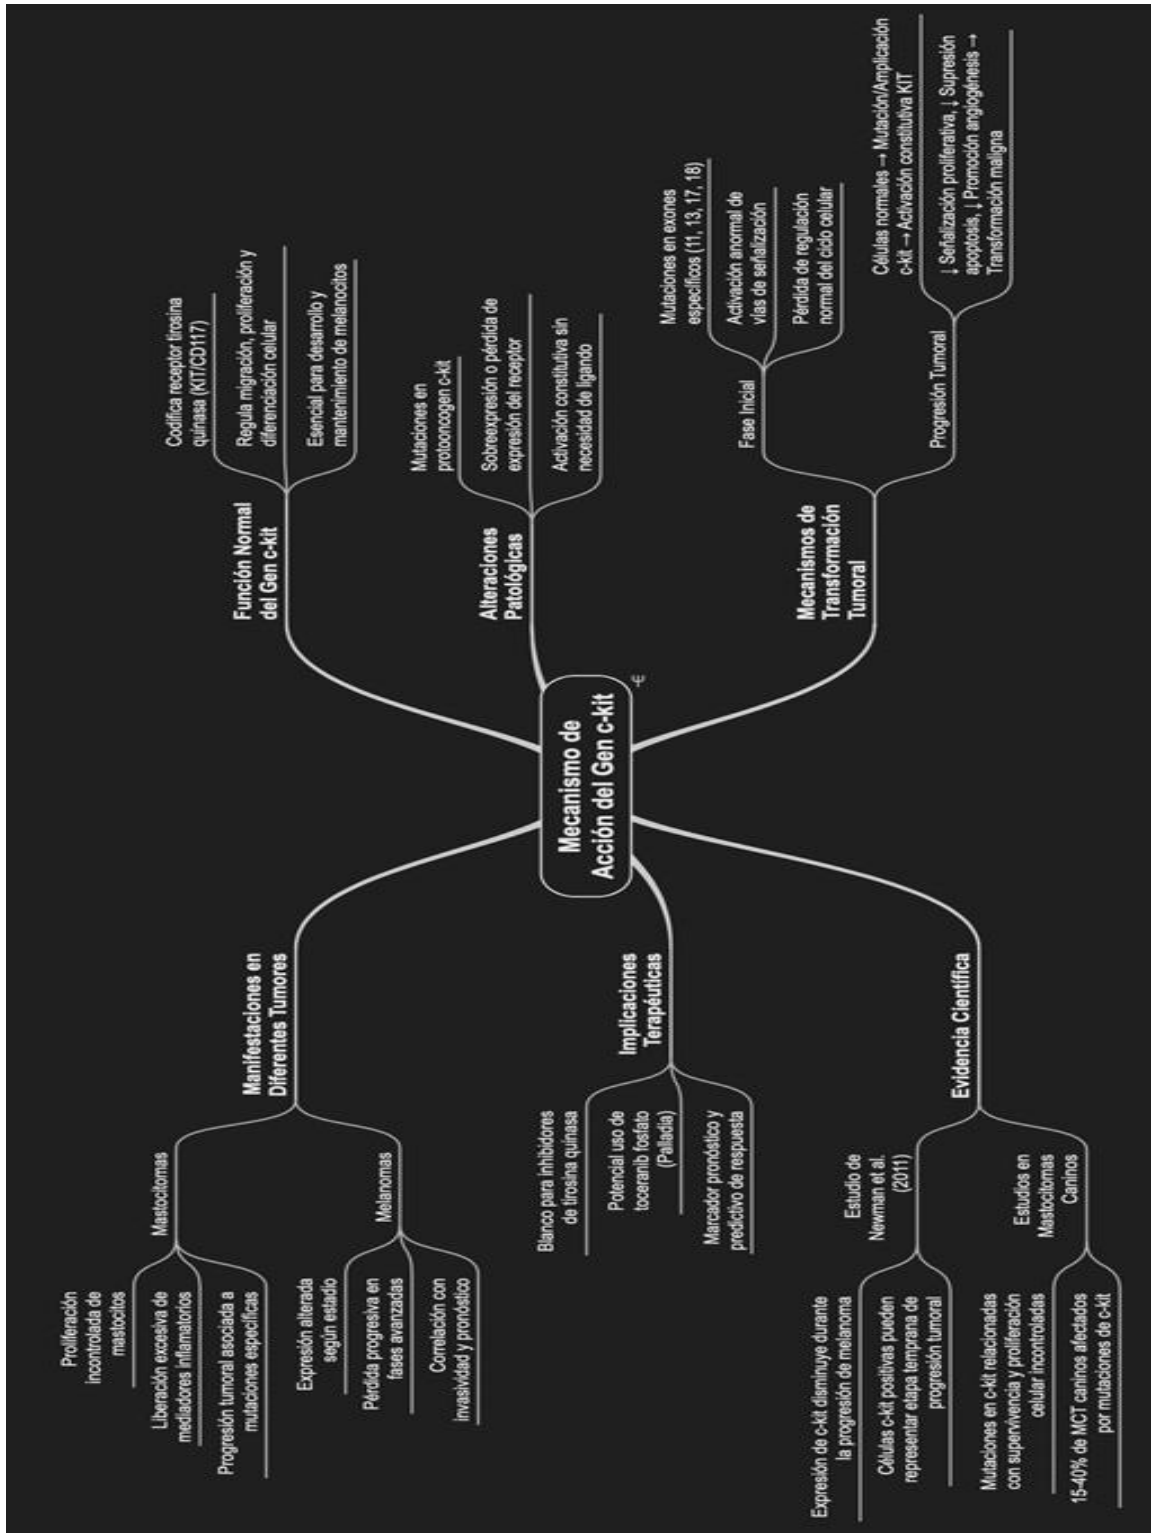 Mecanismo de
Acción del Gen c-kit
Manifestaciones en
Diferentes Tumores
Mastocitomas
Proliferación
incontrolada de
mastocitos
Liberación excesiva de
mediadores inflamatorios
Progresión tumoral asociada a
mutaciones específicas
Melanomas
Expresión alterada
según estadio
Pérdida progresiva en
fases avanzadas
Correlación con
invasividad y pronóstico
Implicaciones
Terapéuticas
Blanco para inhibidores
de tirosina quinasa
Potencial uso de
toceranib fosfato
(Palladia)
Marcador pronóstico y
predictivo de respuesta
Evidencia Científica
Estudio de
Newman et al.
(2011)
Expresión de c-kit disminuye durante
la progresión de melanoma
Células c-kit positivas pueden
representar etapa temprana de
progresión tumoral
Estudios en
Mastocitomas
Caninos
Mutaciones en c-kit relacionadas
con supervivencia y proliferación
celular incontroladas
15-40% de MCT caninos afectados
por mutaciones de c-kit
Función Normal
del Gen c-kit
Codifica receptor tirosina
quinasa (KIT/CD117)
Regula migración, proliferación y
diferenciación celular
Esencial para desarrollo y
mantenimiento de melanocitos
Alteraciones
Patológicas
Mutaciones en
protooncogen c-kit
Sobreexpresión o pérdida de
expresión del receptor
Activación constitutiva sin
necesidad de ligando
Mecanismos de
Transformación
Tumoral
Fase Inicial
Mutaciones en exones
específicos (11, 13, 17, 18)
Activación anormal de
vías de señalización
Pérdida de regulación
normal del ciclo celular
Progresión Tumoral
Células normales → Mutación/Amplicación
c-kit → Activación constitutiva KIT
↓ Señalización proliferativa, ↓ Supresión
apoptosis, ↓ Promoción angiogénesis →
Transformación maligna